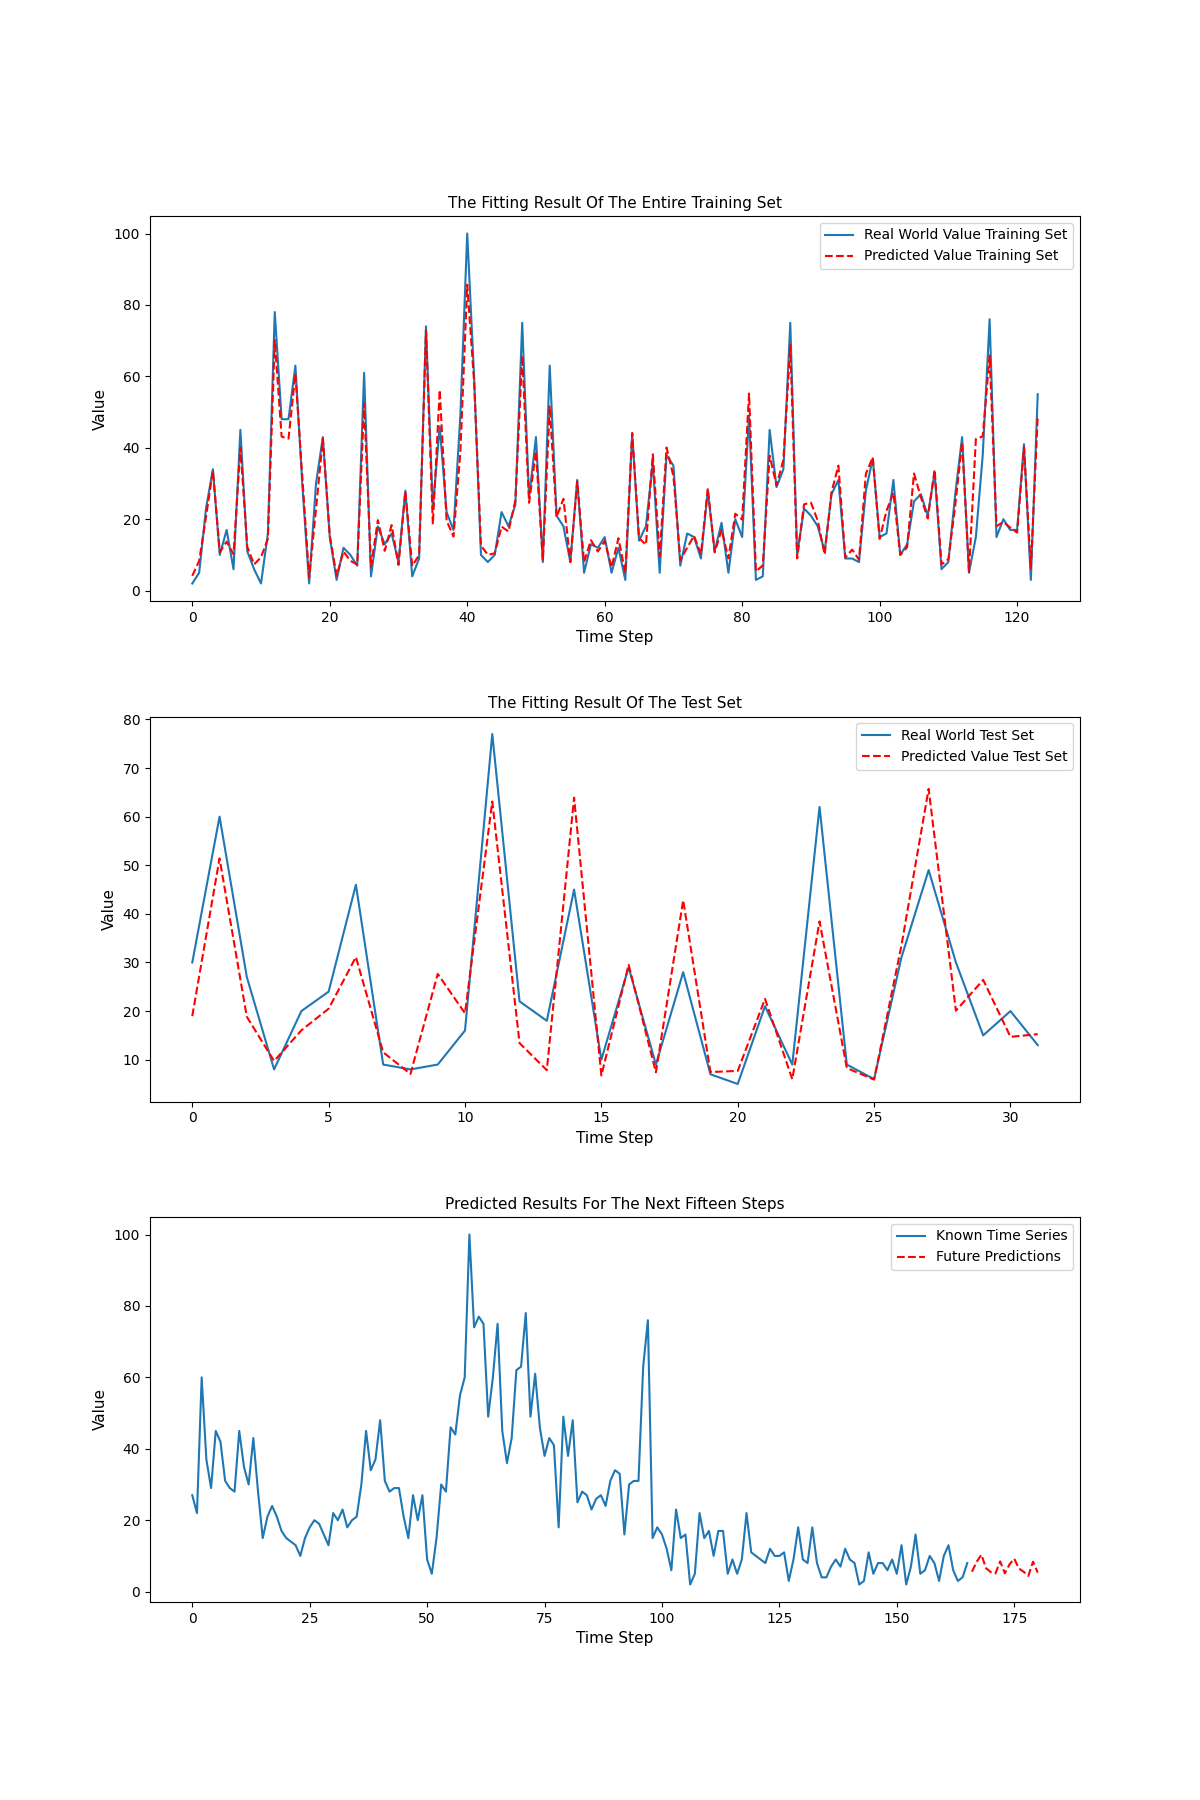 The Fitting Result Of The Entire Training Set
100
80
60
40
20
0
Value
Real World Value Training Set
Predicted Value Training Set
0 20 40 60 80 100 120
Time Step
The Fitting Result Of The Test Set
80
70
60
50
40
30
20
10
Value
Real World Test Set
Predicted Value Test Set
0 5 10 15 20 25 30
Time Step
Predicted Results For The Next Fifteen Steps
100
80
60
40
20
0
Value
Known Time Series
Future Predictions
0 25 50 75 100 125 150 175
Time Step